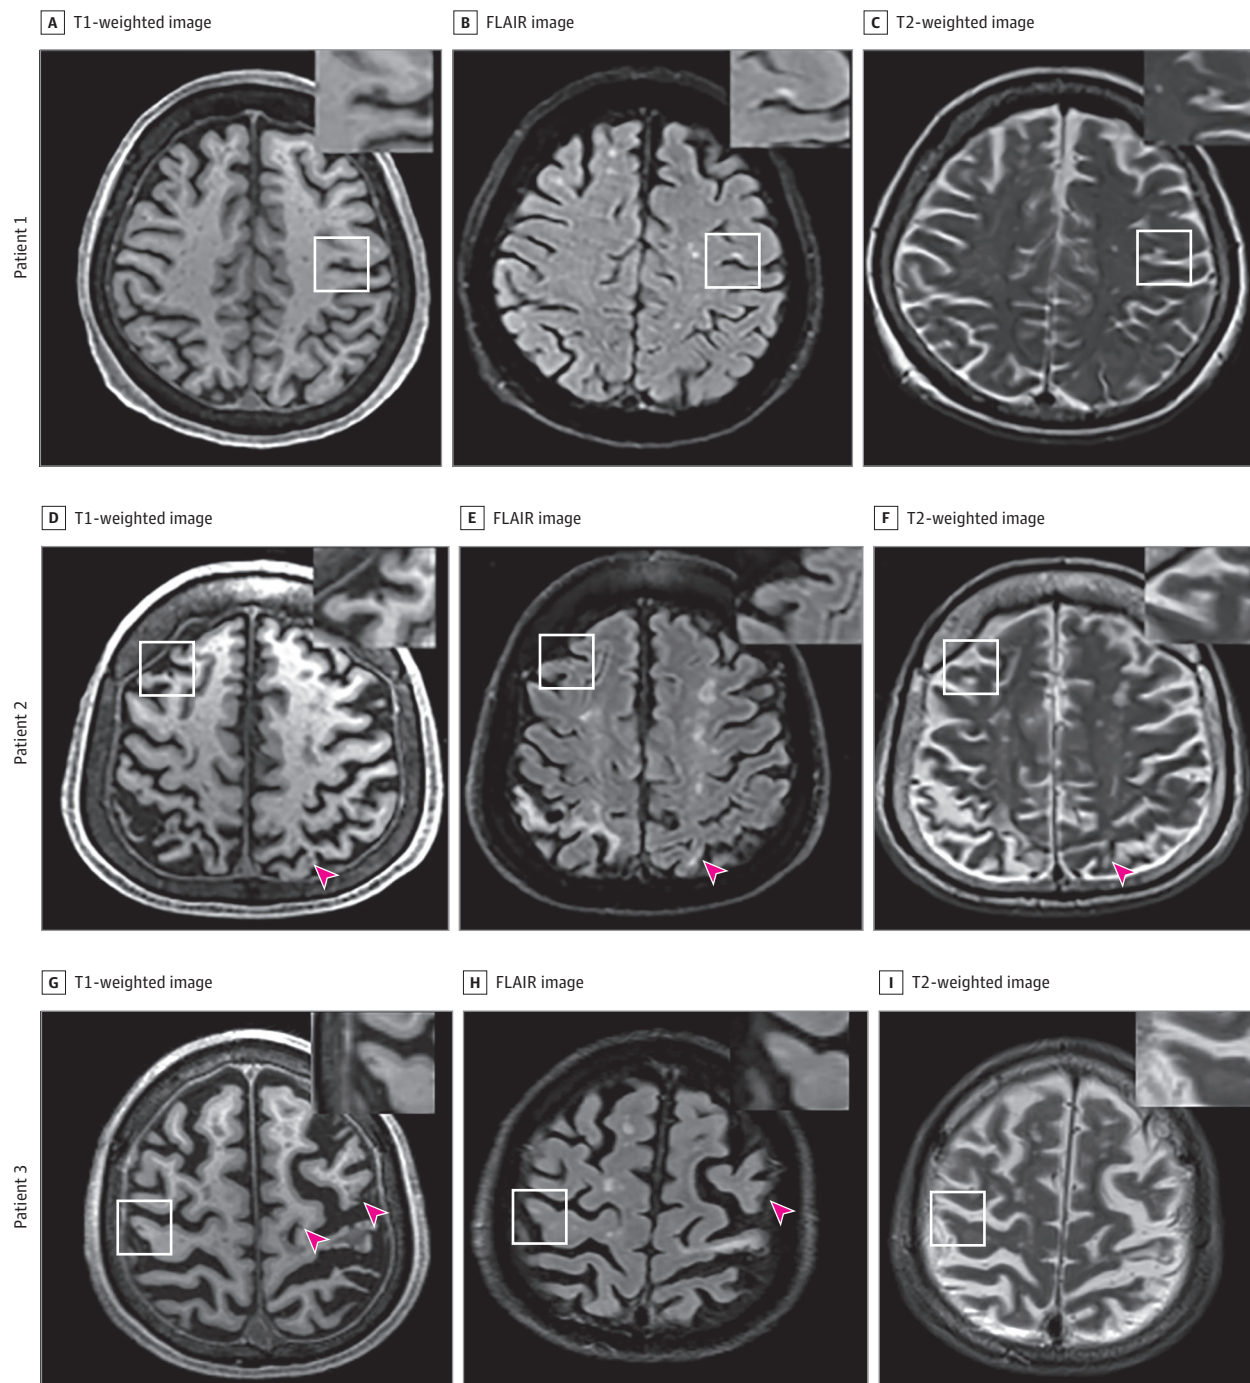 A T1-weighted image
B FLAIR image
C T2-weighted image
Patient 1
D T1-weighted image
E FLAIR image
F T2-weighted image
Patient 2
G T1-weighted image
H FLAIR image
I T2-weighted image
Patient 3